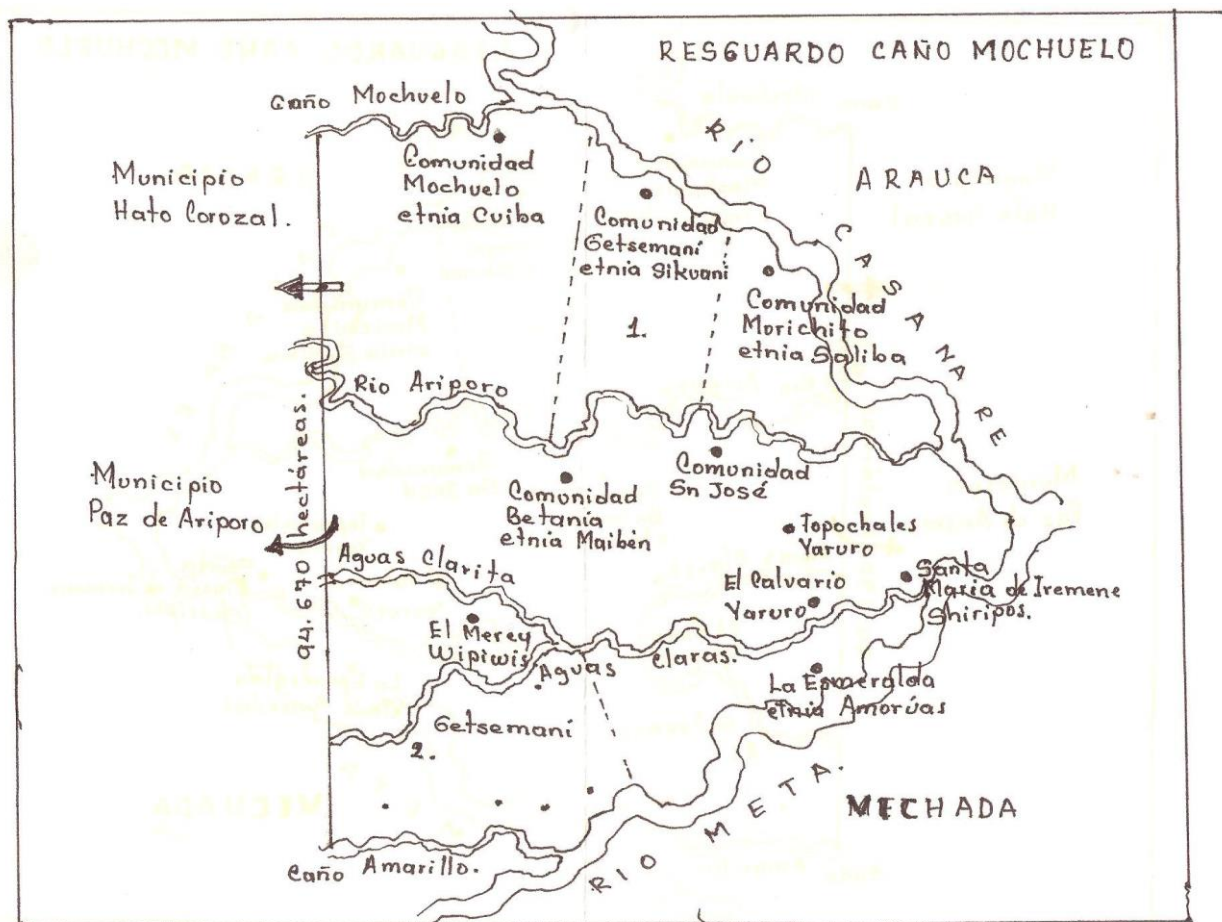 RESGUARDO CAÑO MOCHUELO
Caño Mochuelo
RIO CASANARE
ARAUCA
Municipio
Hato Corozal.
Comunidad
Mochuelo
etnia Cuiba
Comunidad
Getsemaní
etnia Sikuani
1.
Comunidad
Morichito
etnia Saliba
Rio Ariporo
94.670 hectáreas.
Municipio
Paz de Ariporo
Comunidad
Betanía
etnia Maibén
Comunidad
Sn José
Topochales
Yaruro
El Calvario
Yaruro
Santa
Maria de Iremene
Shiripos.
Aguas Clarita
El Merey
Wipiwis.
Aguas Claras.
La Esmeralda
etnia Amorúas
Getsemaní
2.
RIO META.
MECHADA
Caño Amarillo.